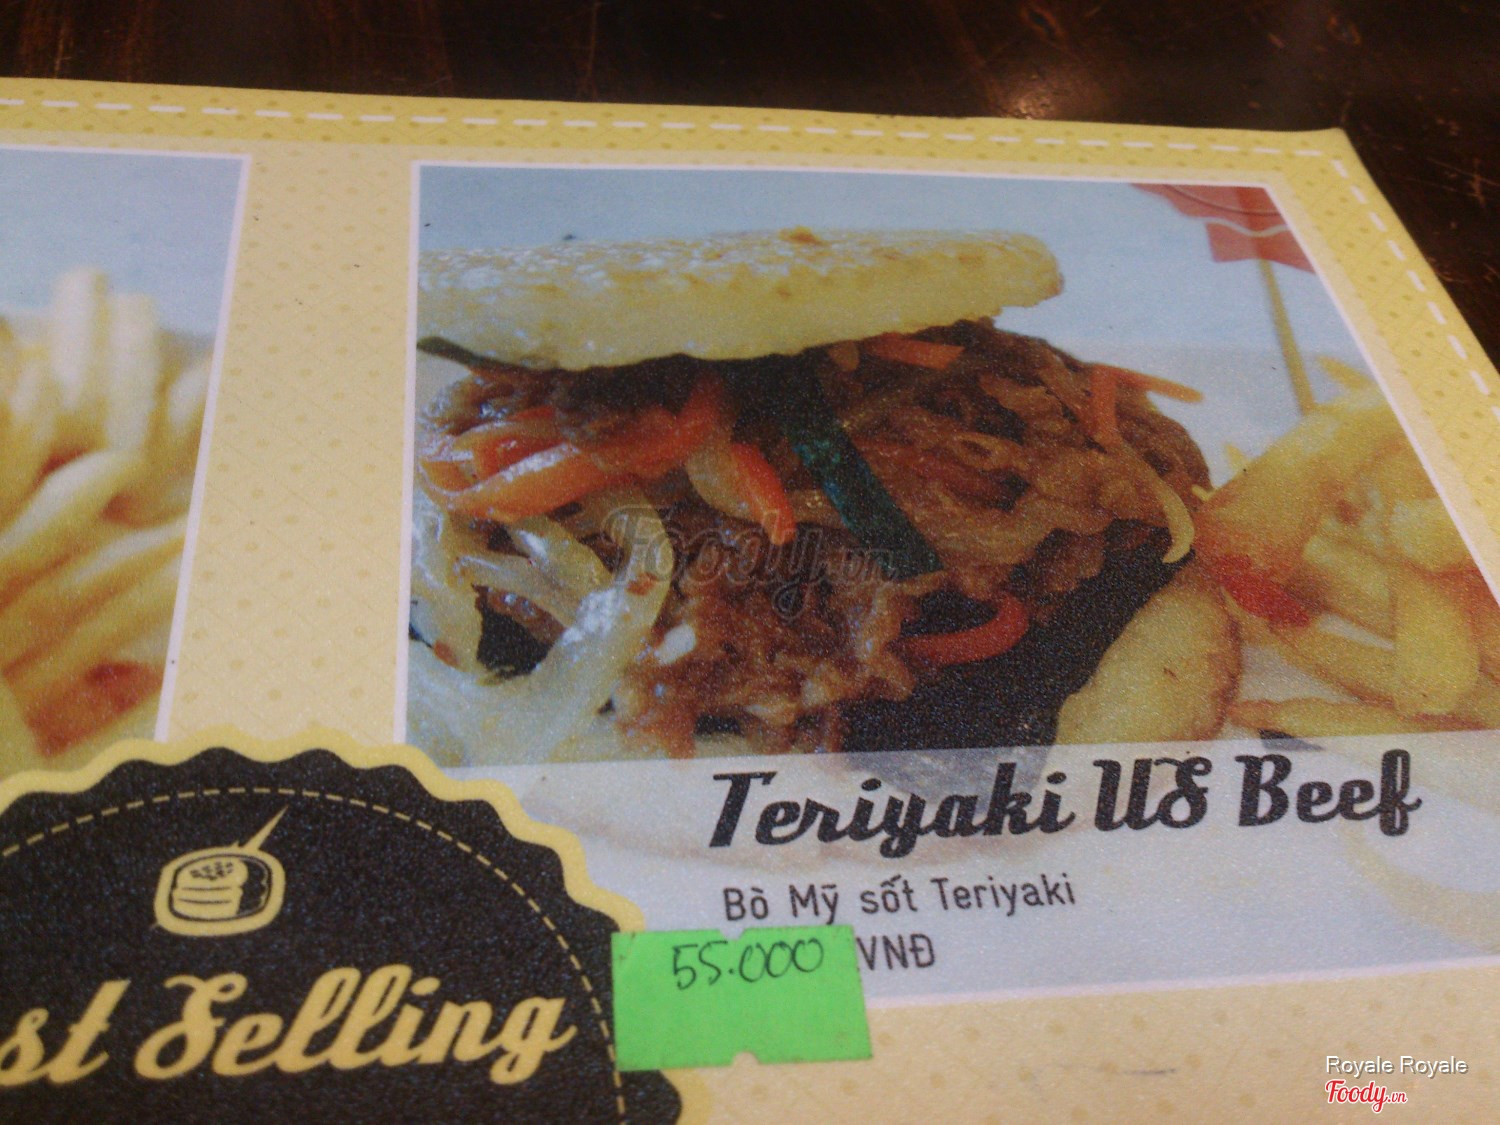 Foody.vn
Teriyaki US Beef
Bò Mỹ sốt Teriyaki
55.000 VNĐ
st Selling
Royale Royale
Foody.vn